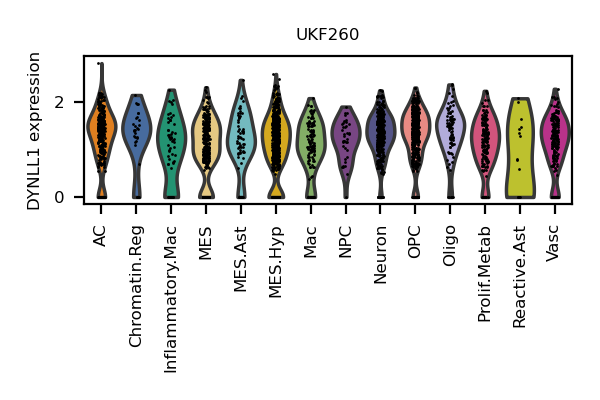 UKF260
DYNLL1 expression
2
0
AC
Chromatin.Reg
Inflammatory.Mac
MES
MES.Ast
MES.Hyp
Mac
NPC
Neuron
OPC
Oligo
Prolif.Metab
Reactive.Ast
Vasc